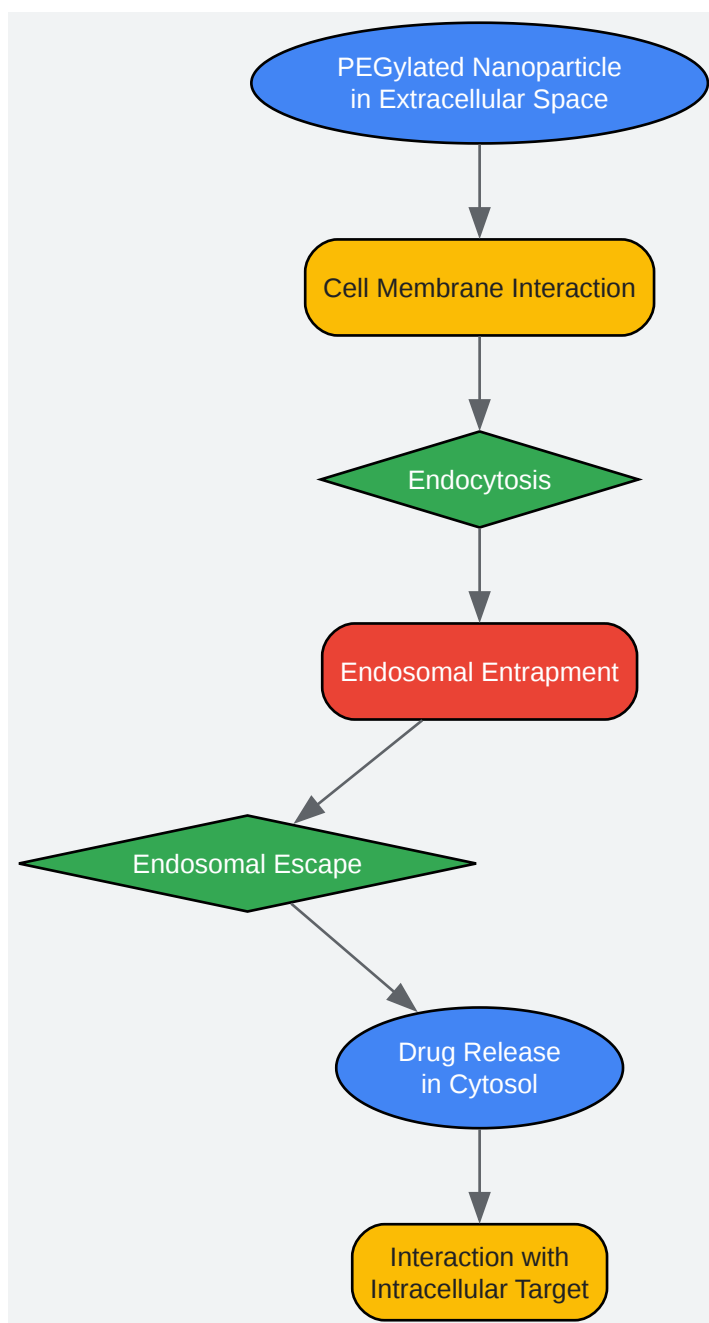 PEGylated Nanoparticle
in Extracellular Space
Cell Membrane Interaction
Endocytosis
Endosomal Entrapment
Endosomal Escape
Drug Release
in Cytosol
Interaction with
Intracellular Target